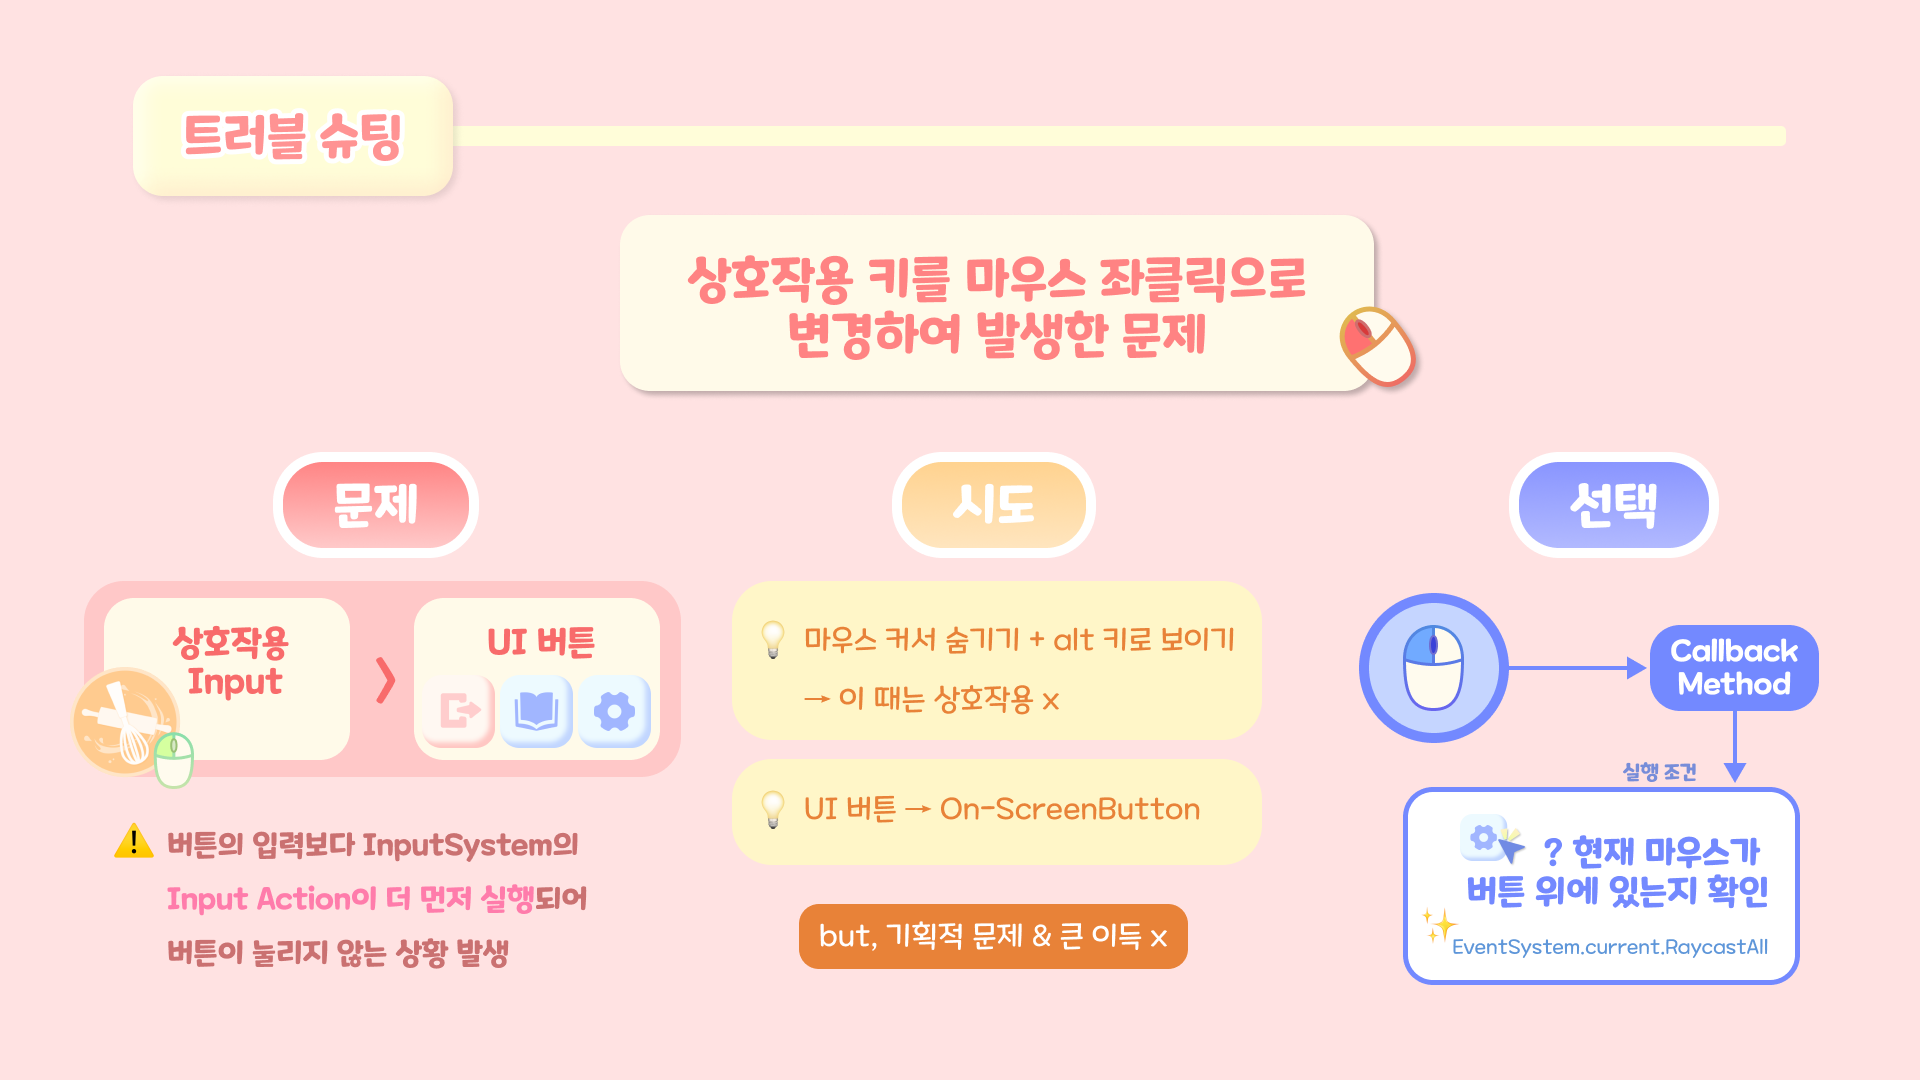 트러블 슈팅
상호작용 키를 마우스 좌클릭으로
변경하여 발생한 문제
문제
상호작용
Input
UI 버튼
버튼의 입력보다 InputSystem의
Input Action이 더 먼저 실행되어
버튼이 눌리지 않는 상황 발생
시도
마우스 커서 숨기기 + alt 키로 보이기
→ 이 때는 상호작용 x
UI 버튼 → On-ScreenButton
but, 기획적 문제 & 큰 이득 x
선택
Callback
Method
실행 조건
? 현재 마우스가
버튼 위에 있는지 확인
EventSystem.current.RaycastAll